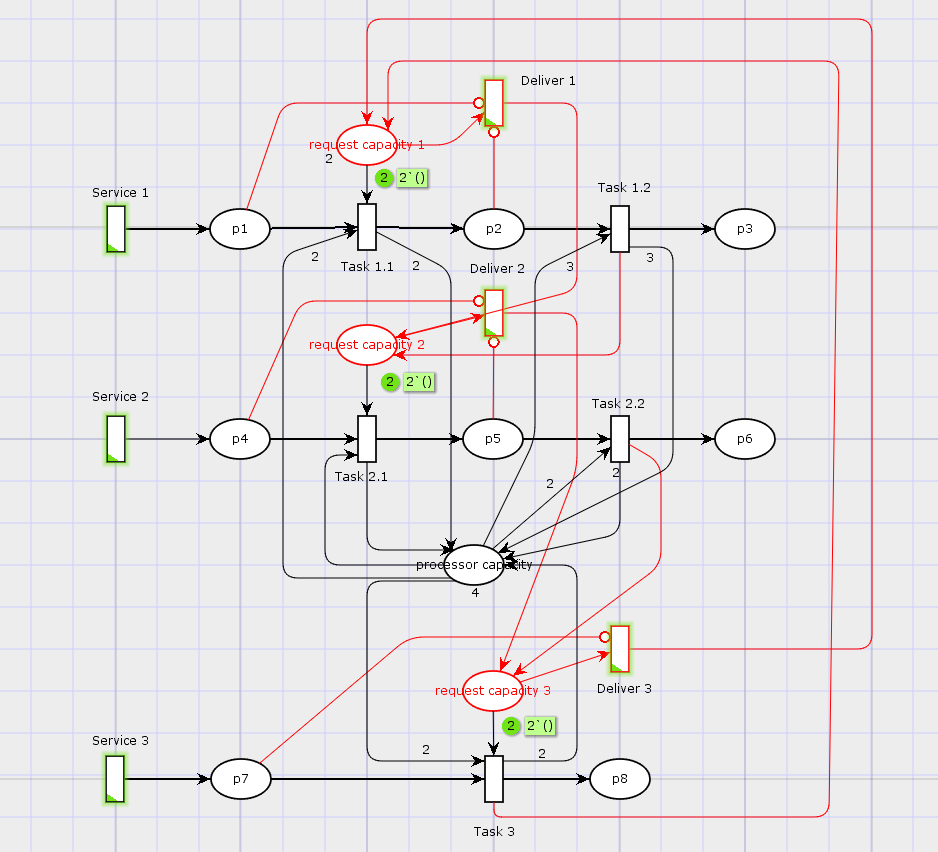 Deliver 1
request capacity 1
2
2 2`()
Service 1
Task 1.2
p1
p2
p3
2
Task 1.1
2
Deliver 2
3
3
request capacity 2
2 2`()
Service 2
Task 2.2
p4
p5
p6
Task 2.1
2
2
processor capacity
4
request capacity 3
Deliver 3
2 2`()
Service 3
2
2
p7
p8
Task 3